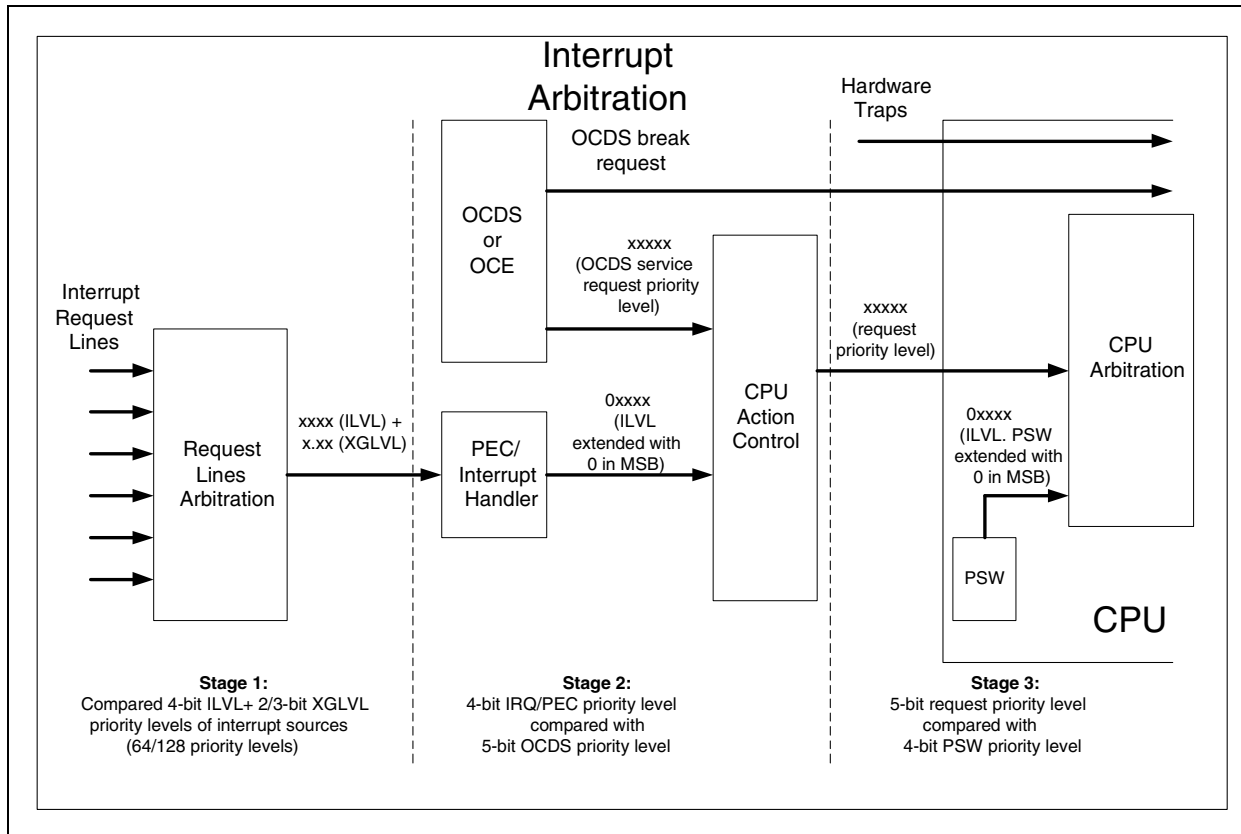 Interrupt
Arbitration
Hardware
Traps
OCDS break
request
OCDS
or
OCE
xxxxx
(OCDS service
request priority
level)
Interrupt
Request
Lines
xxxxx
(request
priority level)
CPU
Arbitration
Request
Lines
Arbitration
xxxx (ILVL) +
x.xx (XGLVL)
PEC/
Interrupt
Handler
0xxxx
(ILVL
extended with
0 in MSB)
CPU
Action
Control
0xxxx
(ILVL. PSW
extended with
0 in MSB)
PSW
CPU
Stage 1:
Compared 4-bit ILVL+ 2/3-bit XGLVL
priority levels of interrupt sources
(64/128 priority levels)
Stage 2:
4-bit IRQ/PEC priority level
compared with
5-bit OCDS priority level
Stage 3:
5-bit request priority level
compared with
4-bit PSW priority level